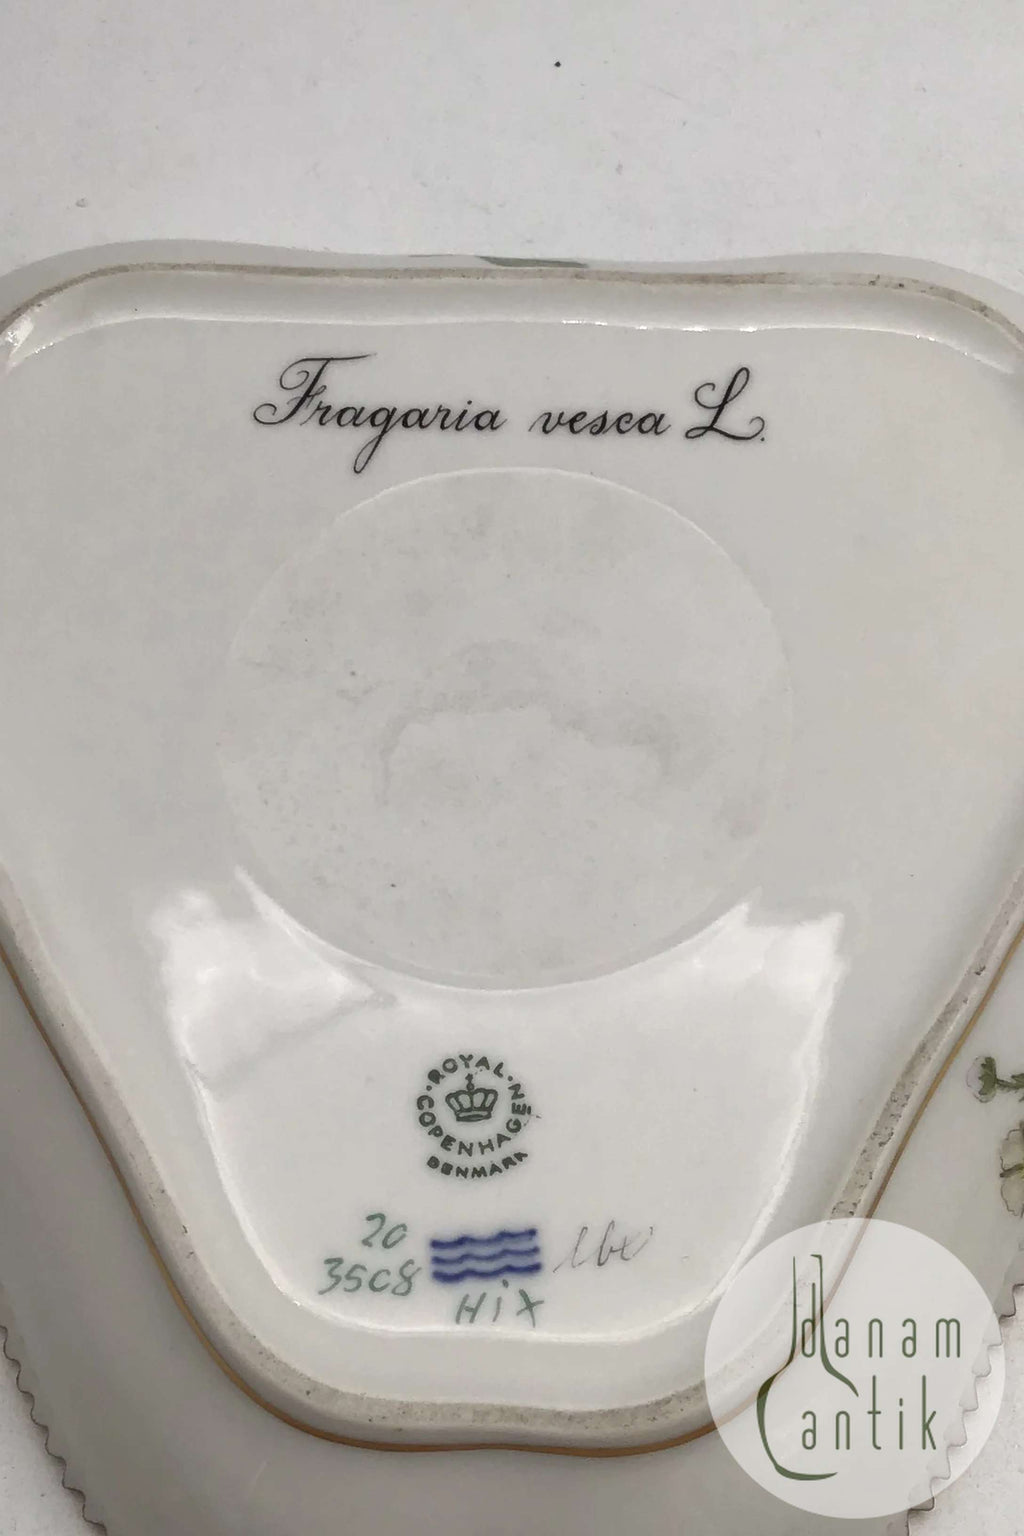 Fragaria vesca L.
ROYAL COPENHAGEN
DENMARK
20
3508
HiX
danam
antik